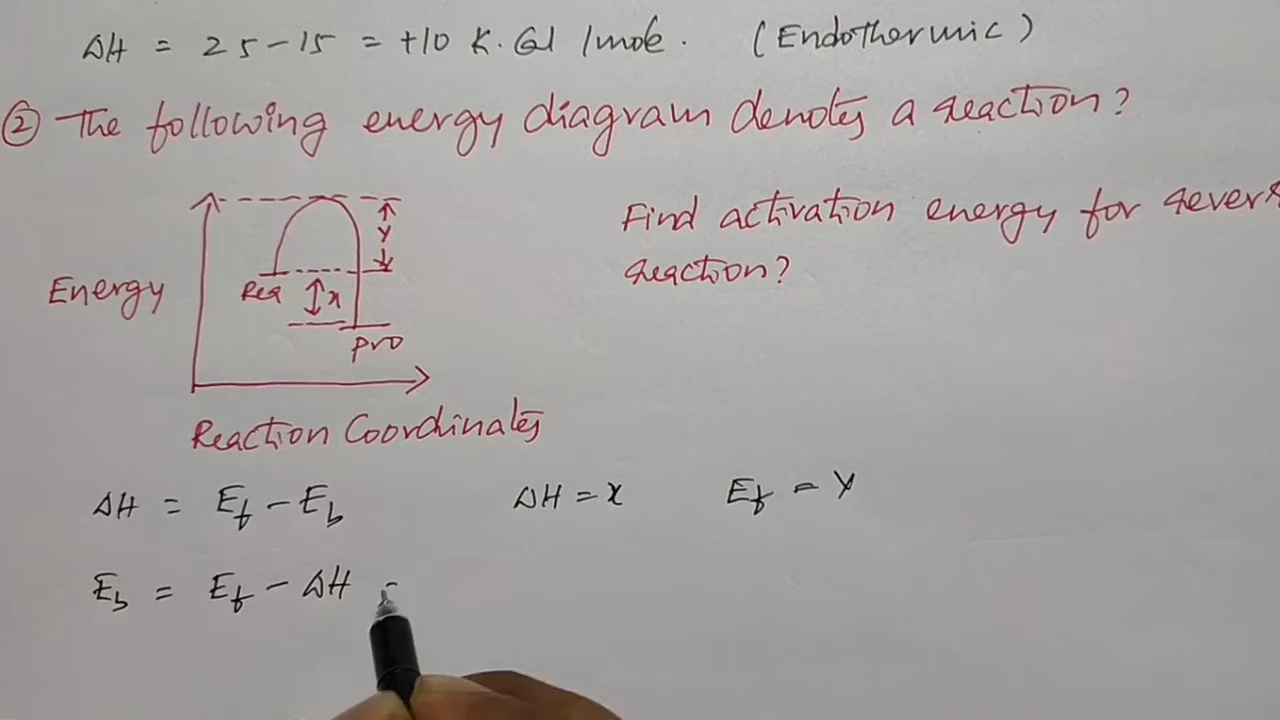 ΔH = 25-15 = +10 K.Cal /mole. (Endothermic)
② The following energy diagram denotes a reaction?
Find activation energy for
reaction?
Y
Energy
Rea
x
pro
Reaction Coordinates
ΔH = Ef - Eb
ΔH = x
Ef = y
Eb = Ef - ΔH